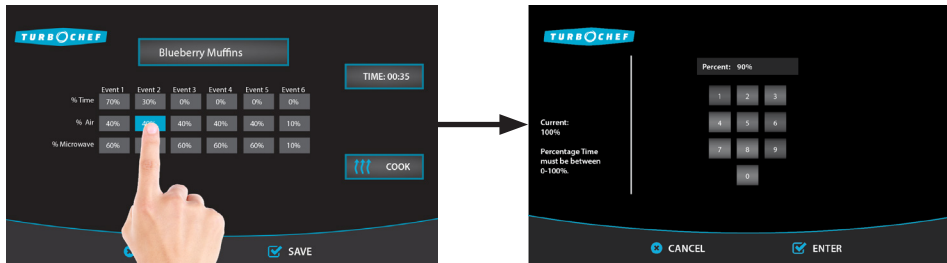 TURBOCHEF
Blueberry Muffins
TIME: 00:35
Event 1 Event 2 Event 3 Event 4 Event 5 Event 6
% Time 70% 30% 0% 0% 0% 0%
% Air 40% 40% 40% 40% 40% 10%
% Microwave 60% 60% 60% 60% 10%
COOK
SAVE
TURBOCHEF
Percent: 90%
1 2 3
4 5 6
7 8 9
0
Current:
100%
Percentage Time
must be between
0-100%.
CANCEL ENTER